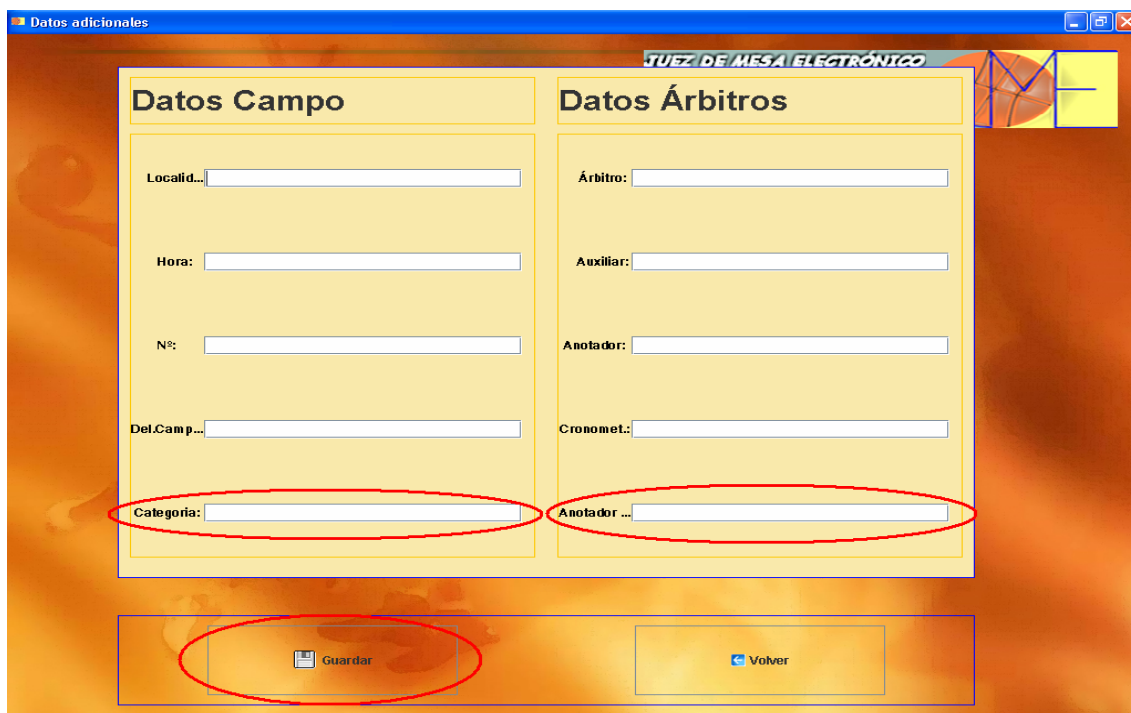 Datos adicionales
JUEZ DE MESA ELECTRÓNICO
Datos Campo
Localid...
Hora:
Nº:
Del.Camp...
Categoria:
Datos Árbitros
Árbitro:
Auxiliar:
Anotador:
Cronomet.:
Anotador ...
Guardar
Volver